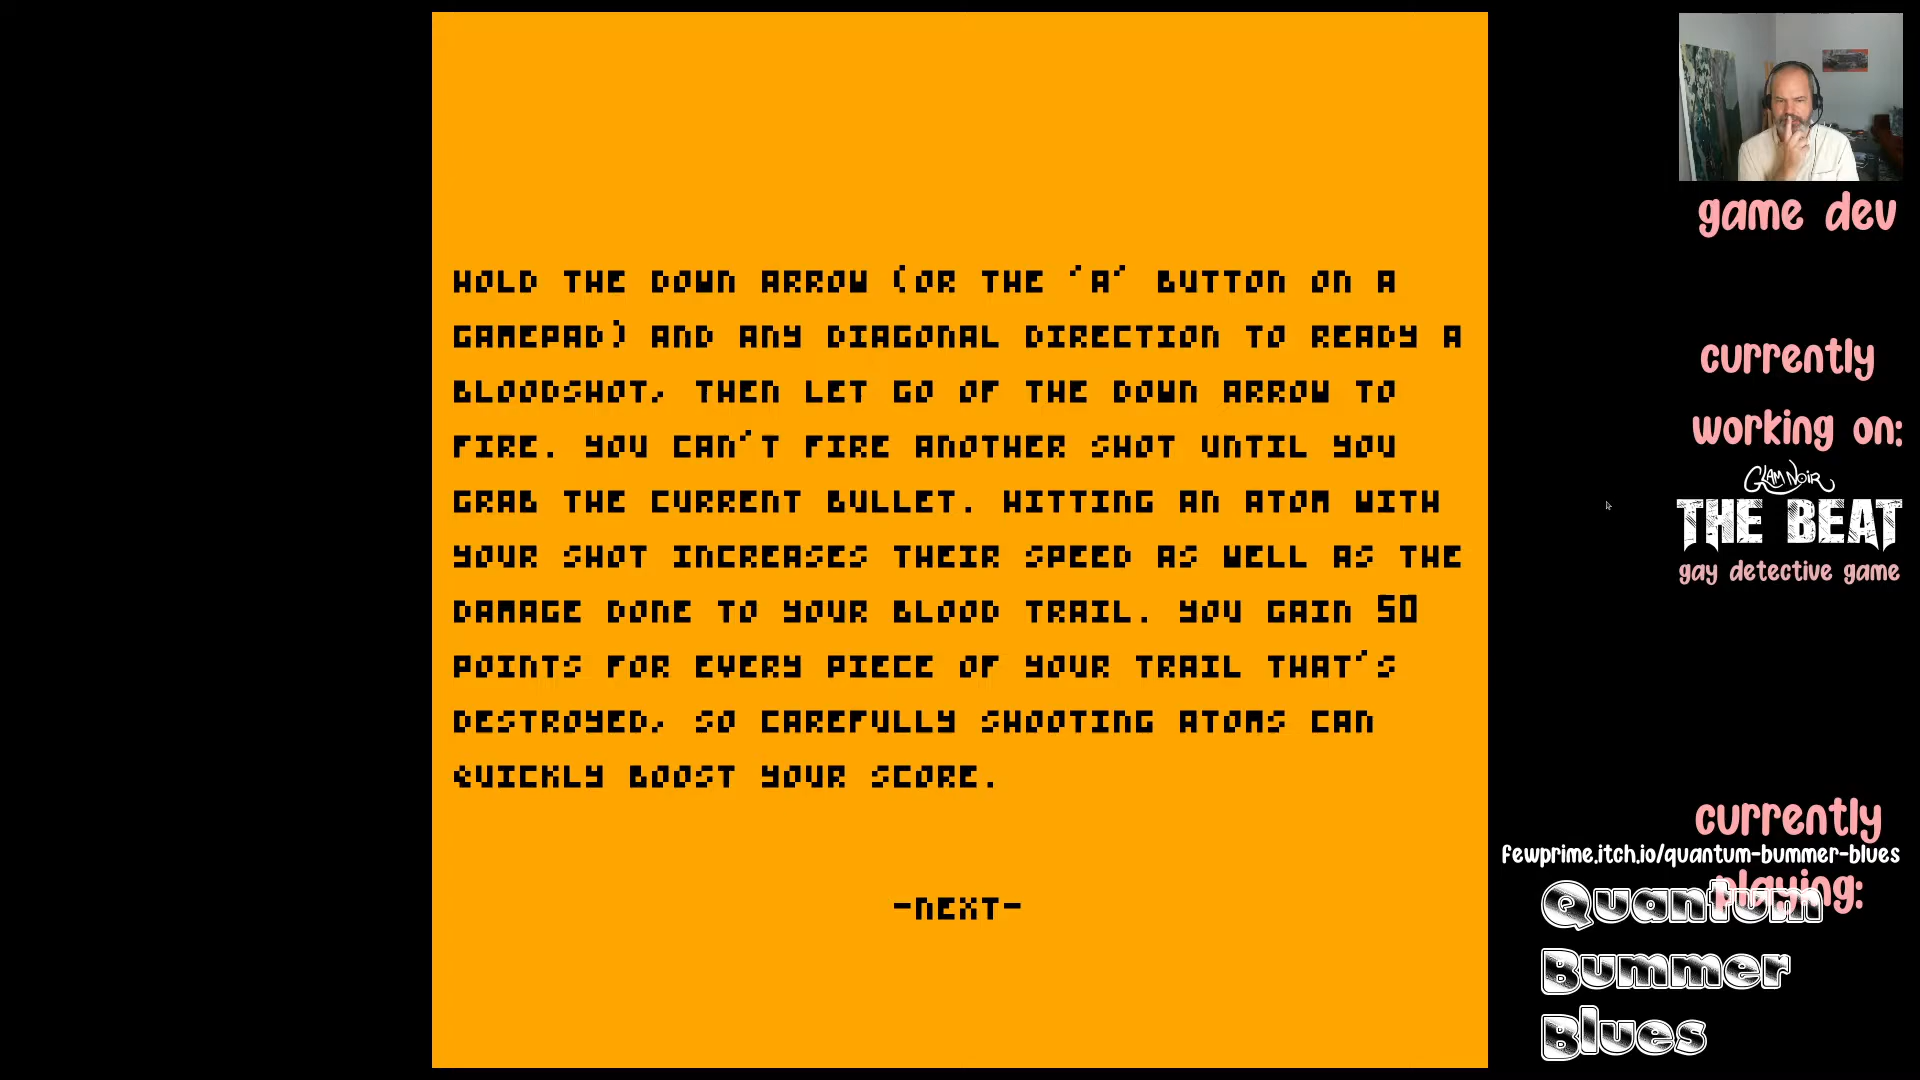 HOLD THE DOWN ARROW (OR THE 'A' BUTTON ON A
GAMEPAD) AND ANY DIAGONAL DIRECTION TO READY A
BLOODSHOT, THEN LET GO OF THE DOWN ARROW TO
FIRE. YOU CAN'T FIRE ANOTHER SHOT UNTIL YOU
GRAB THE CURRENT BULLET. HITTING AN ATOM WITH
YOUR SHOT INCREASES THEIR SPEED AS WELL AS THE
DAMAGE DONE TO YOUR BLOOD TRAIL. YOU GAIN 50
POINTS FOR EVERY PIECE OF YOUR TRAIL THAT'S
DESTROYED, SO CAREFULLY SHOOTING ATOMS CAN
QUICKLY BOOST YOUR SCORE.
-NEXT-
game dev
currently
working on:
GLAM NOIR
THE BEAT
gay detective game
currently
playing:
fewprime.itch.io/quantum-bummer-blues
Quantum
Bummer
Blues